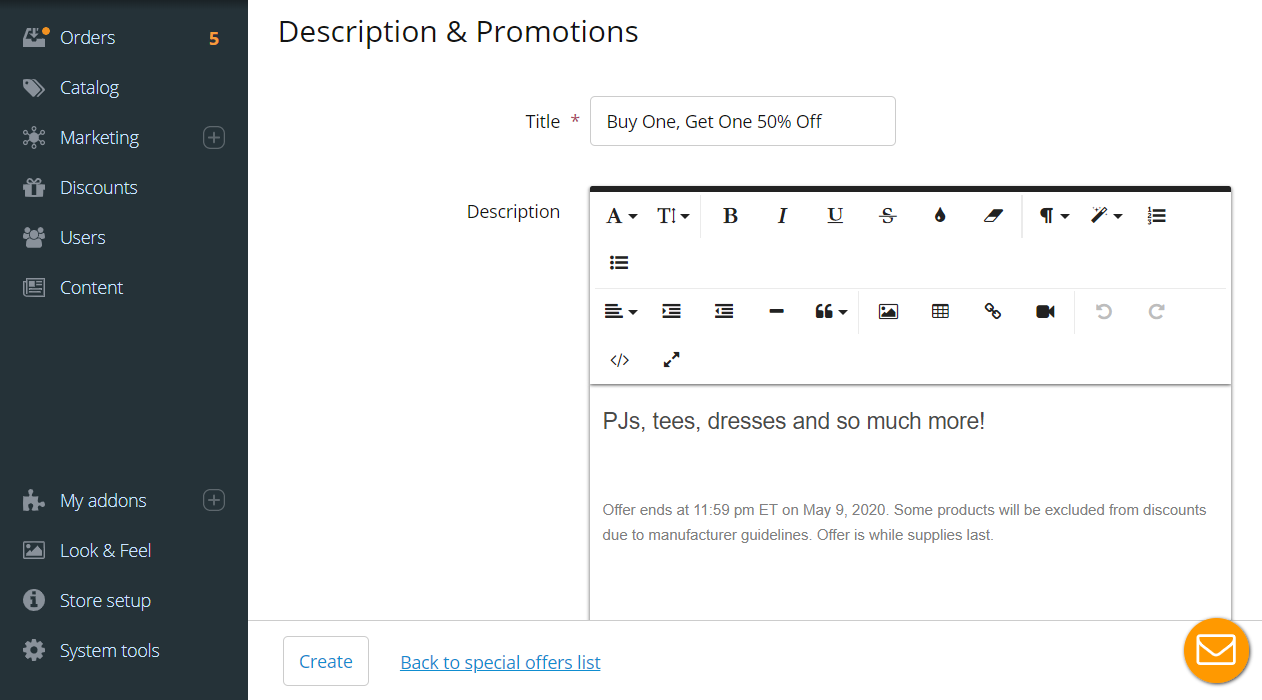 Orders 5
Catalog
Marketing
Discounts
Users
Content
My addons
Look & Feel
Store setup
System tools
Description & Promotions
Title * Buy One, Get One 50% Off
Description
A T B I U S ¶
</>
PJs, tees, dresses and so much more!
Offer ends at 11:59 pm ET on May 9, 2020. Some products will be excluded from discounts
due to manufacturer guidelines. Offer is while supplies last.
Create Back to special offers list